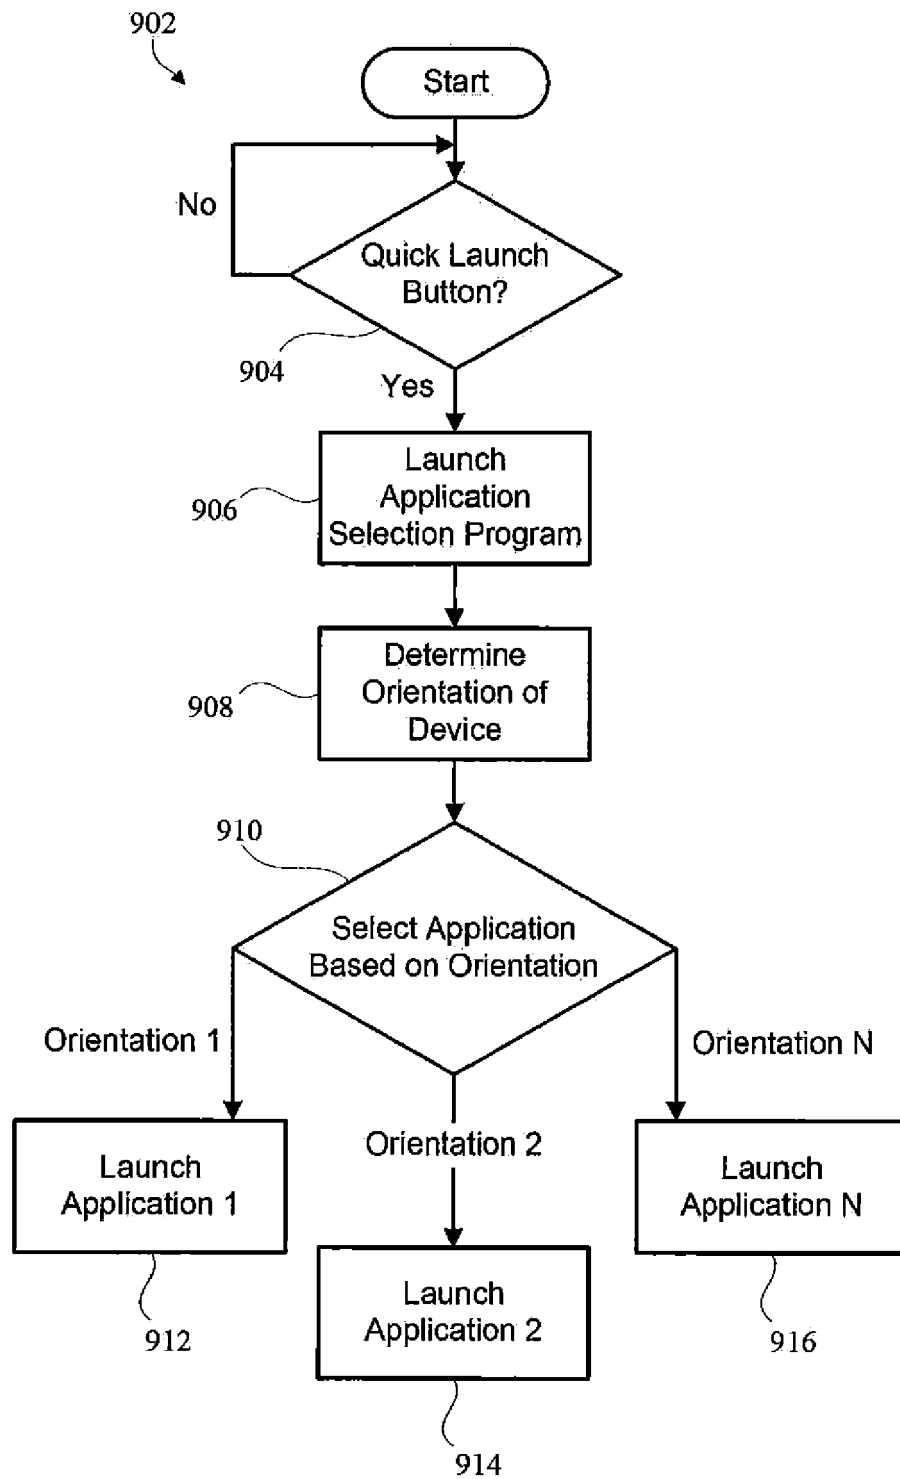 902
Start
No
Quick Launch
Button?
904
Yes
Launch
Application
Selection Program
906
Determine
Orientation of
Device
908
910
Select Application
Based on Orientation
Orientation 1
Orientation N
Orientation 2
Launch
Application 1
Launch
Application N
912
Launch
Application 2
916
914